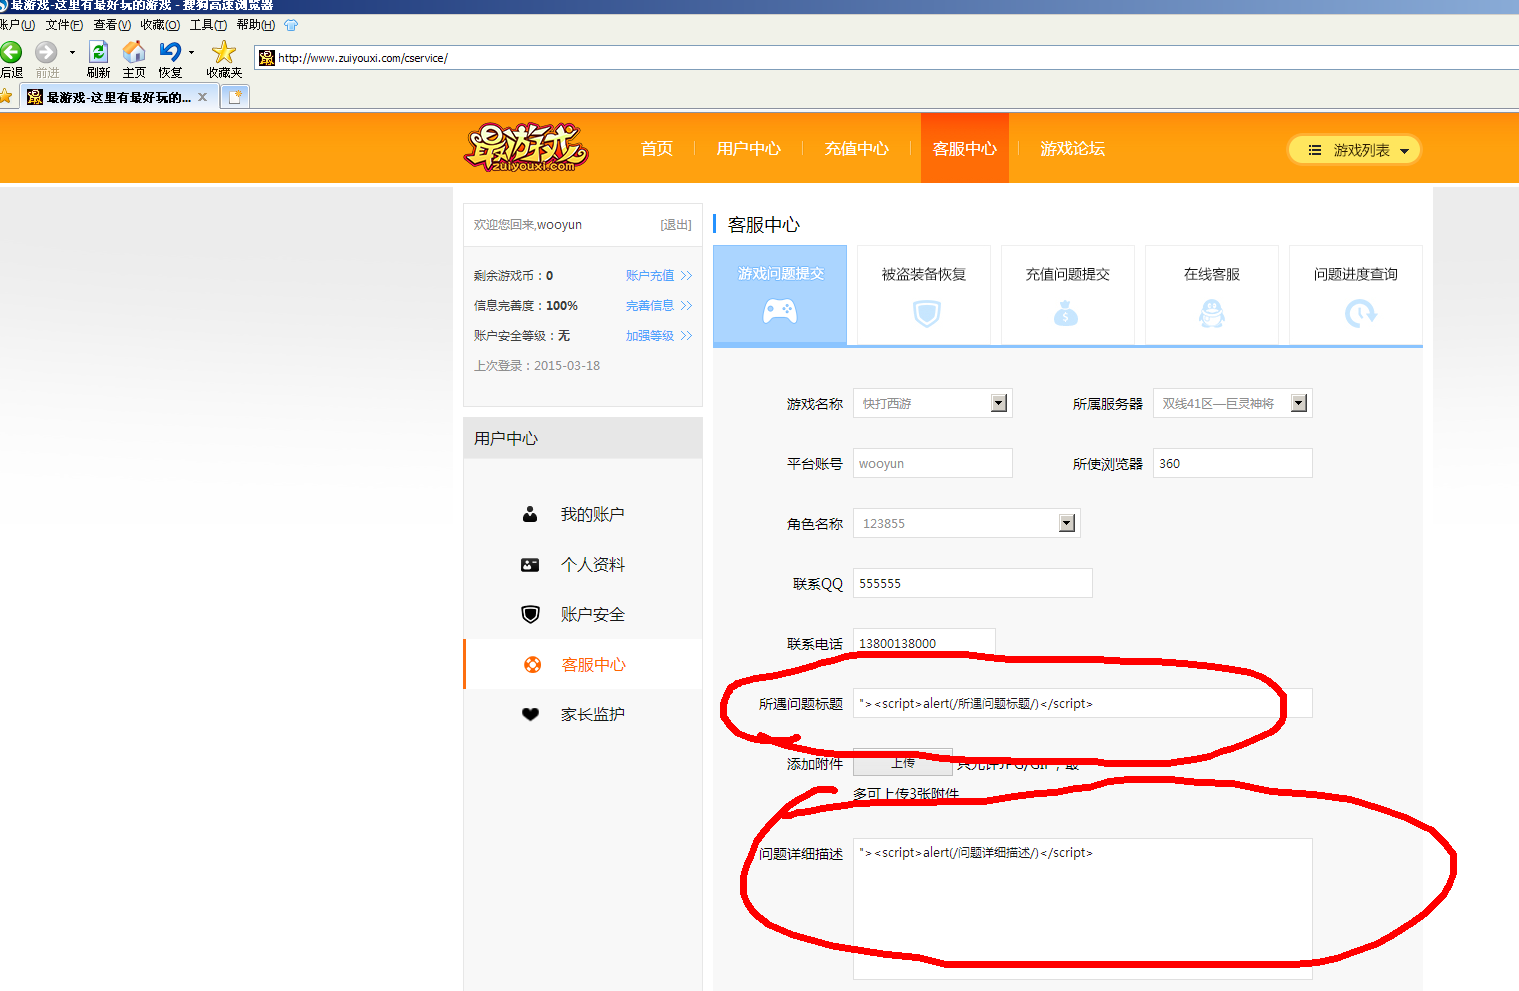 最游戏-这里有最好玩的游戏 - 搜狗高速浏览器
账户(U) 文件(F) 查看(V) 收藏(O) 工具(T) 帮助(H)
后退 前进 刷新 主页 恢复 收藏夹 http://www.zuiyouxi.com/cservice/
最游戏-这里有最好玩的...
最游戏 zuiyouxi.com 首页 用户中心 充值中心 客服中心 游戏论坛 游戏列表
欢迎您回来,wooyun [退出]
剩余游戏币：0 账户充值 >>
信息完善度：100% 完善信息 >>
账户安全等级：无 加强等级 >>
上次登录：2015-03-18
用户中心
我的账户
个人资料
账户安全
客服中心
家长监护
客服中心
游戏问题提交 被盗装备恢复 充值问题提交 在线客服 问题进度查询
游戏名称 快打西游 所属服务器 双线41区—巨灵神将
平台账号 wooyun 所使浏览器 360
角色名称 123855
联系QQ 555555
联系电话 13800138000
所遇问题标题 "><script>alert(/所遇问题标题/)</script>
添加附件 上传 只允许JPG/GIF，最
多可上传3张附件
问题详细描述 "><script>alert(/问题详细描述/)</script>